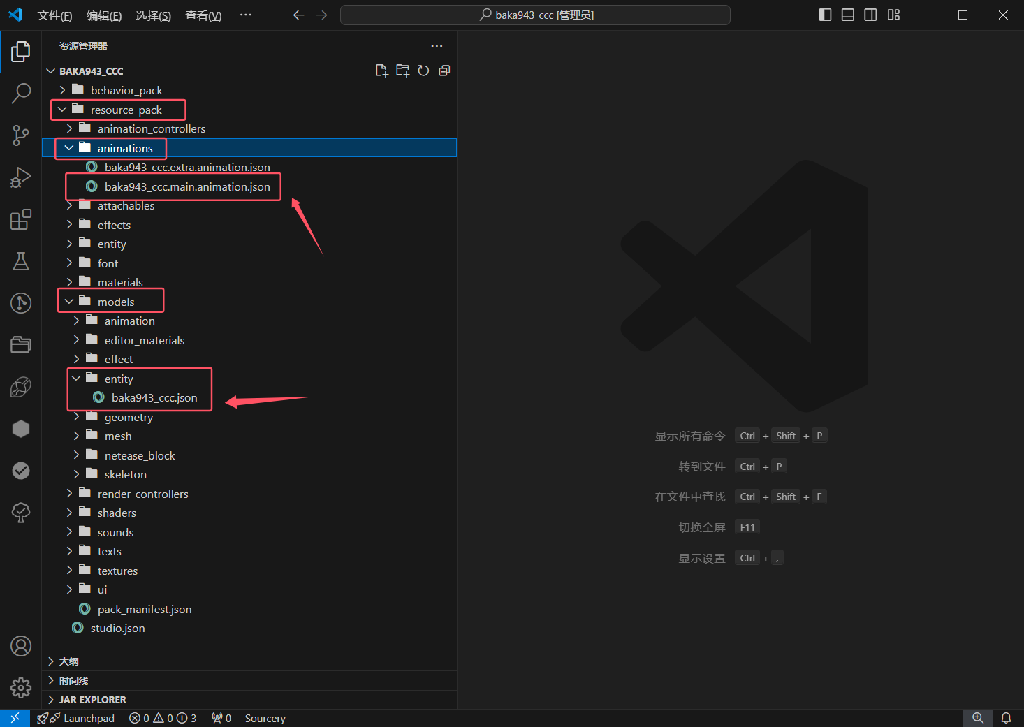 文件(F) 编辑(E) 选择(S) 查看(V) ··· baka943_ccc [管理员]
资源管理器 ···
BAKA943_CCC
behavior_pack
resource_pack
animation_controllers
animations
baka943_ccc.extra.animation.json
baka943_ccc.main.animation.json
attachables
effects
entity
font
materials
models
animation
editor_materials
effect
entity
baka943_ccc.json
geometry
mesh
netease_block
skeleton
render_controllers
shaders
sounds
texts
textures
ui
pack_manifest.json
studio.json
大纲
时间线
JAR EXPLORER
显示所有命令 Ctrl + Shift + P
转到文件 Ctrl + P
在文件中查找 Ctrl + Shift + F
切换全屏 F11
显示设置 Ctrl + ,
Launchpad 0 0 3 0 Sourcery